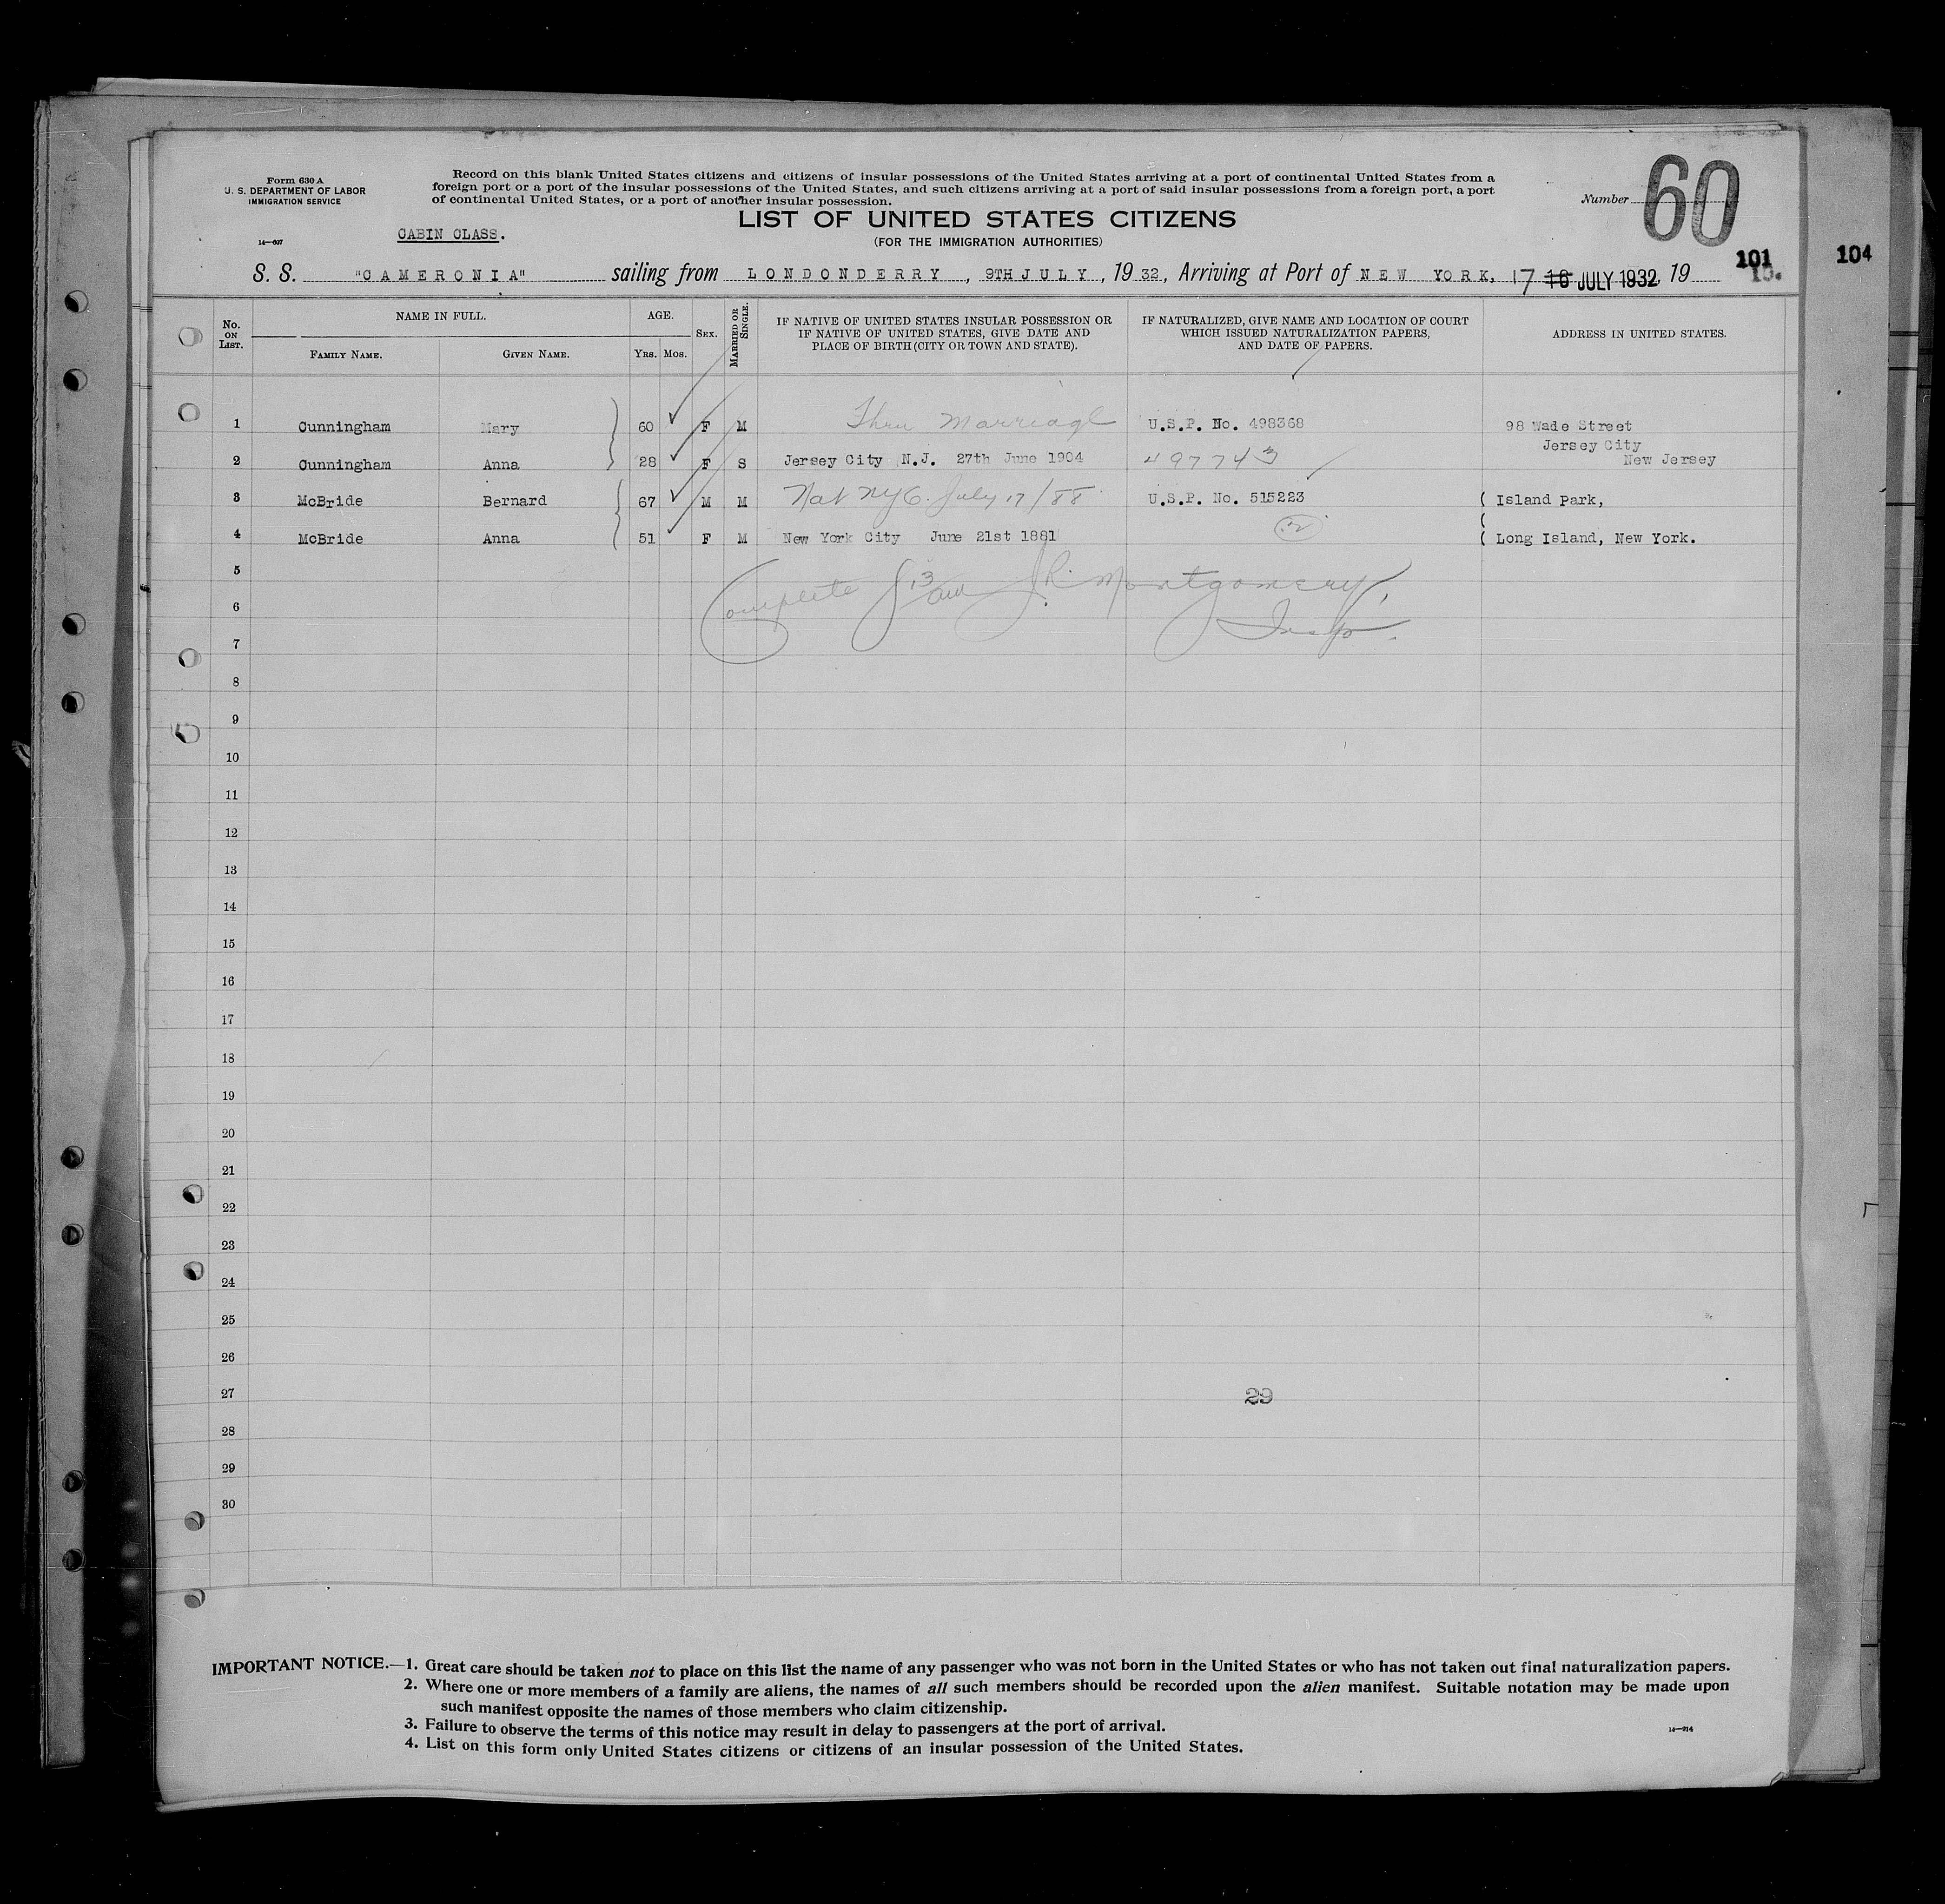 Form 630 A
U. S. DEPARTMENT OF LABOR
IMMIGRATION SERVICE
14—607
Record on this blank United States citizens and citizens of insular possessions of the United States arriving at a port of continental United States from a
foreign port or a port of the insular possessions of the United States, and such citizens arriving at a port of said insular possessions from a foreign port, a port
of continental United States, or a port of another insular possession.
Number 60
LIST OF UNITED STATES CITIZENS
(FOR THE IMMIGRATION AUTHORITIES)
CABIN CLASS.
101 104
15.
S. S. "CAMERONIA" sailing from LONDONDERRY, 9TH JULY, 1932, Arriving at Port of NEW YORK, 17 16 JULY 1932, 19
No. ON LIST. NAME IN FULL. AGE. SEX. MARRIED OR SINGLE. IF NATIVE OF UNITED STATES INSULAR POSSESSION OR IF NATIVE OF UNITED STATES, GIVE DATE AND PLACE OF BIRTH (CITY OR TOWN AND STATE). IF NATURALIZED, GIVE NAME AND LOCATION OF COURT WHICH ISSUED NATURALIZATION PAPERS, AND DATE OF PAPERS. ADDRESS IN UNITED STATES.
FAMILY NAME. GIVEN NAME. YRS. MOS.
1 Cunningham Mary 60 F M Thru Marriage U.S.P. No. 498368 98 Wade Street
Jersey City
2 Cunningham Anna 28 F S Jersey City N.J. 27th June 1904 497743 New Jersey
3 McBride Bernard 67 M M Nat NYC. July 17/88 U.S.P. No. 515223 ( Island Park,
(
4 McBride Anna 51 F M New York City June 21st 1881 ( Long Island, New York.
5
Complete J. R. Montgomery,
6
Insp.
7
8
9
10
11
12
13
14
15
16
17
18
19
20
21
22
23
24
25
26
27 29
28
29
30
IMPORTANT NOTICE.—1. Great care should be taken not to place on this list the name of any passenger who was not born in the United States or who has not taken out final naturalization papers.
2. Where one or more members of a family are aliens, the names of all such members should be recorded upon the alien manifest. Suitable notation may be made upon
such manifest opposite the names of those members who claim citizenship.
3. Failure to observe the terms of this notice may result in delay to passengers at the port of arrival.
4. List on this form only United States citizens or citizens of an insular possession of the United States.
14—214